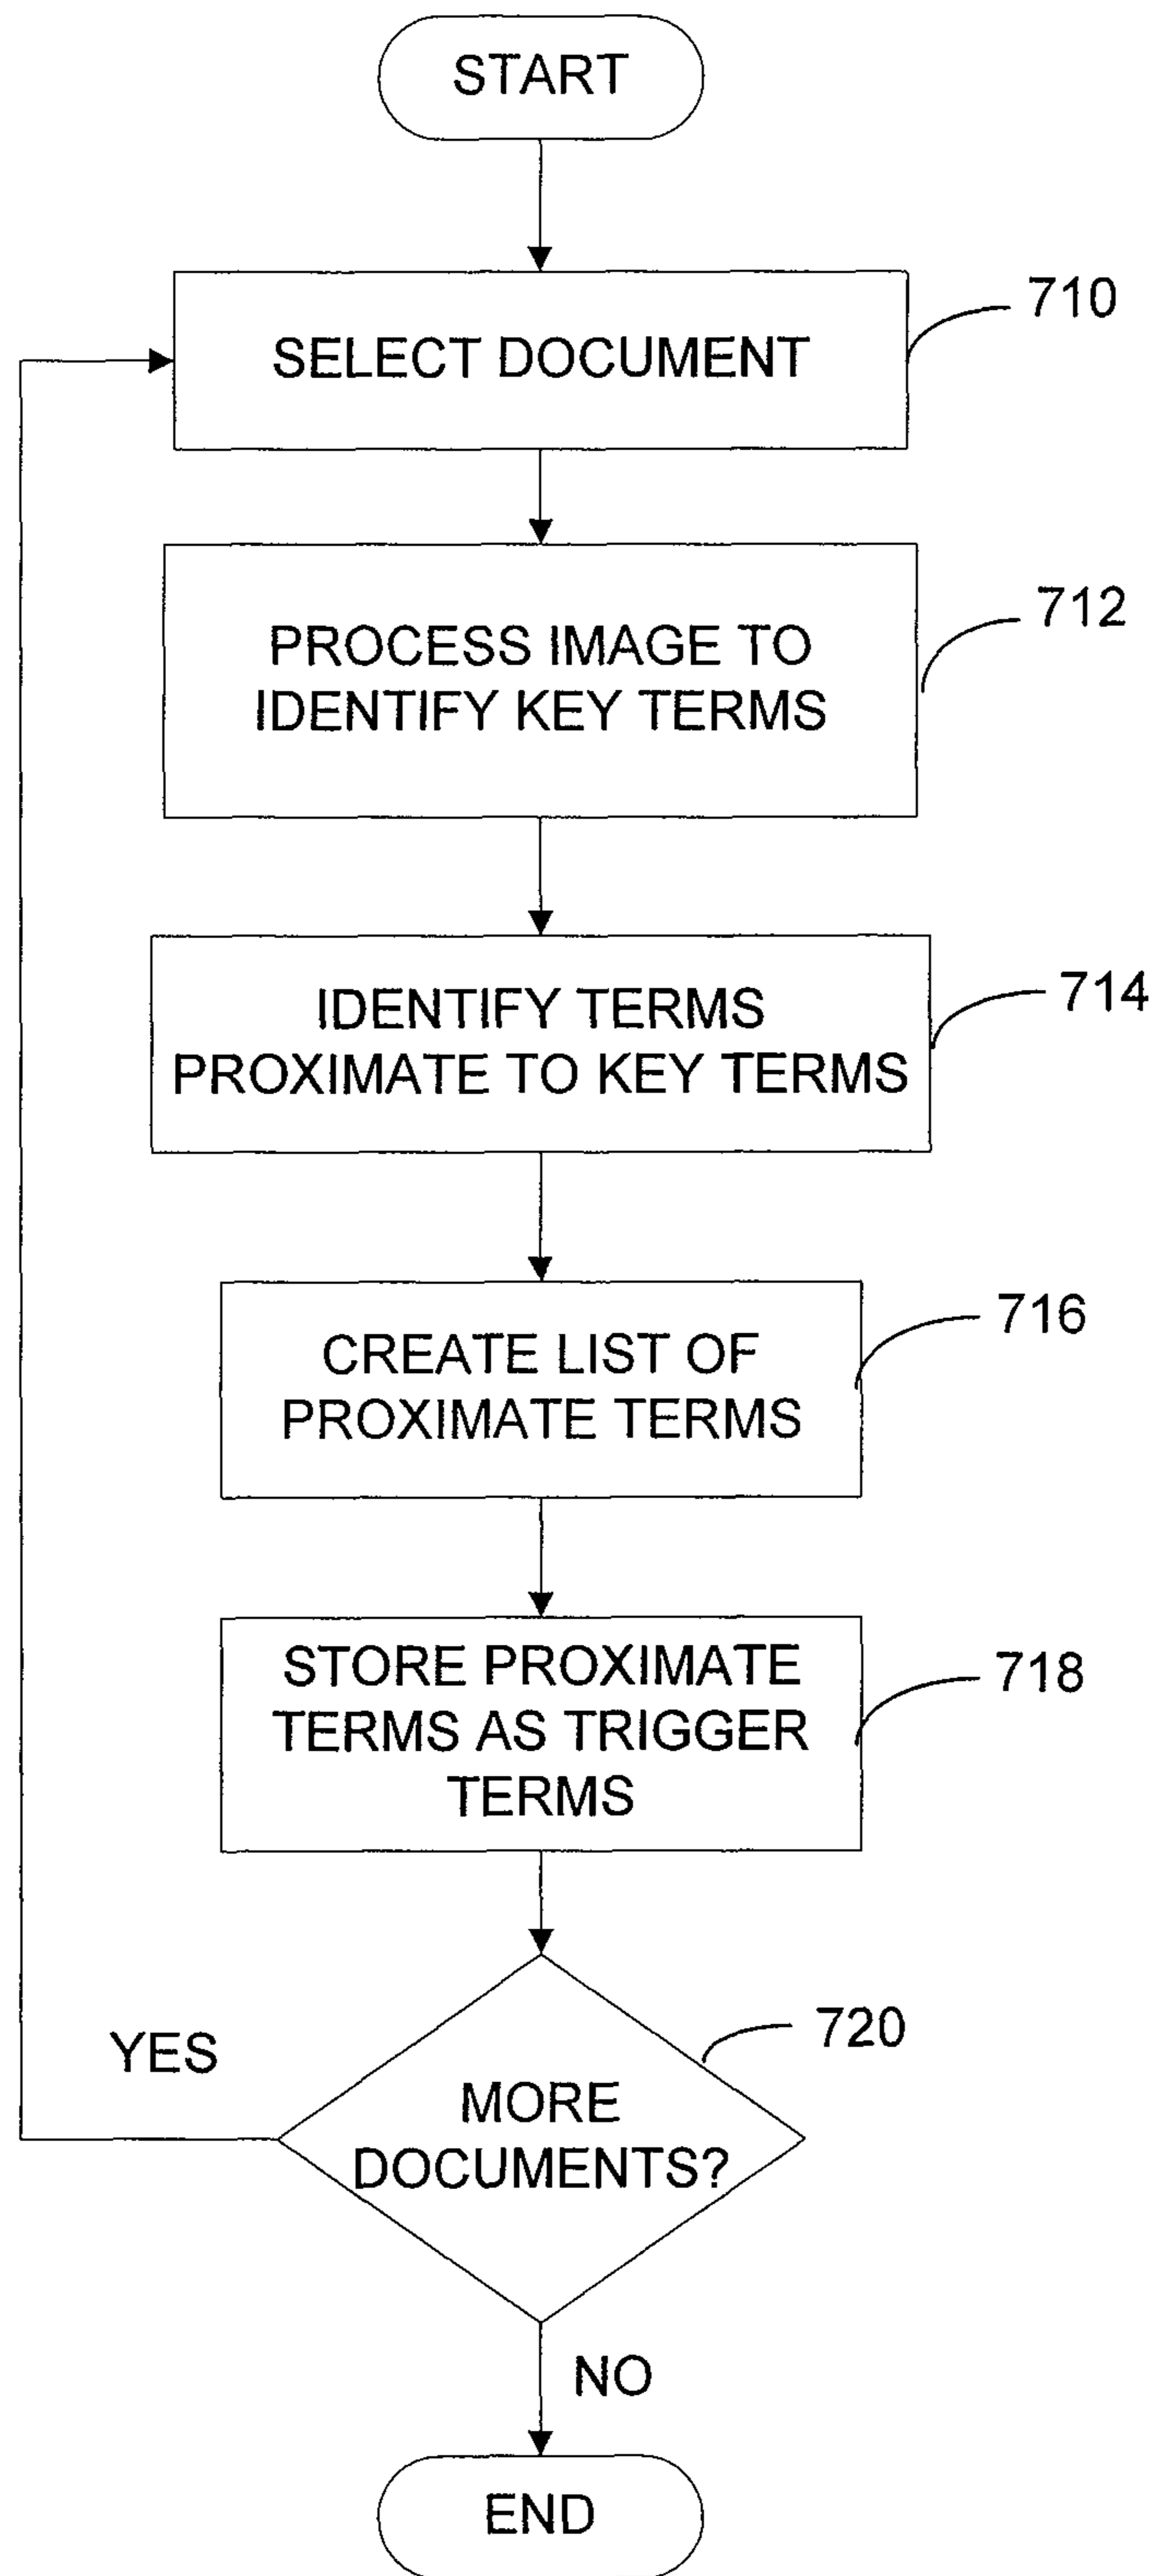 START
SELECT DOCUMENT
710
PROCESS IMAGE TO
IDENTIFY KEY TERMS
712
IDENTIFY TERMS
PROXIMATE TO KEY TERMS
714
CREATE LIST OF
PROXIMATE TERMS
716
STORE PROXIMATE
TERMS AS TRIGGER
TERMS
718
MORE
DOCUMENTS?
720
YES
NO
END